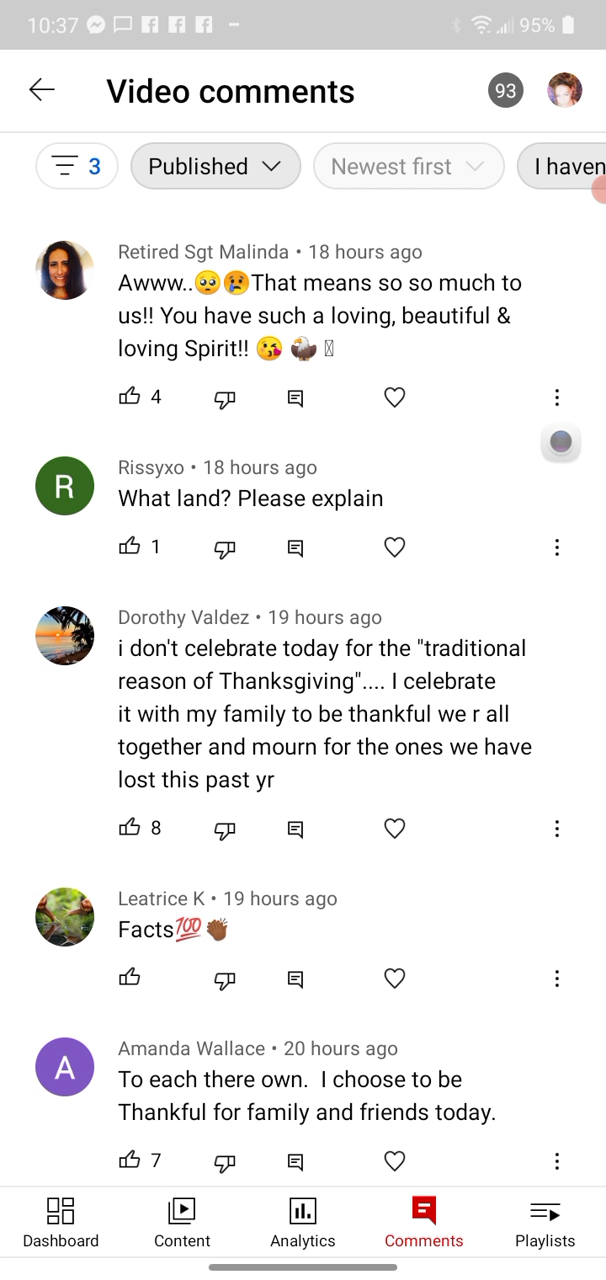 10:37 95%
Video comments 93
3 Published Newest first I haven
Retired Sgt Malinda • 18 hours ago
Awww..🥺😢That means so so much to
us!! You have such a loving, beautiful &
loving Spirit!! 😘 🦅
4
R
Rissyxo • 18 hours ago
What land? Please explain
1
Dorothy Valdez • 19 hours ago
i don't celebrate today for the "traditional
reason of Thanksgiving".... I celebrate
it with my family to be thankful we r all
together and mourn for the ones we have
lost this past yr
8
Leatrice K • 19 hours ago
Facts💯👏🏾
A
Amanda Wallace • 20 hours ago
To each there own.  I choose to be
Thankful for family and friends today.
7
Dashboard Content Analytics Comments Playlists